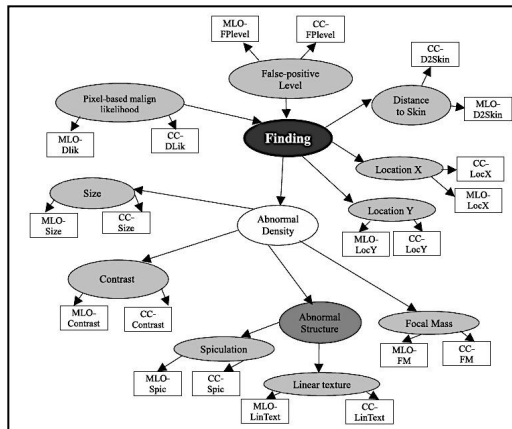 MLO-
FPlevel
CC-
FPlevel
CC-
D2Skin
False-positive
Level
Pixel-based malign
likelihood
Distance
to Skin
MLO-
D2Skin
MLO-
Dlik
CC-
DLik
Finding
Location X
CC-
LocX
MLO-
LocX
Size
Location Y
MLO-
Size
CC-
Size
Abnormal
Density
MLO-
LocY
CC-
LocY
Contrast
MLO-
Contrast
CC-
Contrast
Abnormal
Structure
Focal Mass
Spiculation
MLO-
FM
CC-
FM
MLO-
Spic
CC-
Spic
Linear texture
MLO-
LinText
CC-
LinText